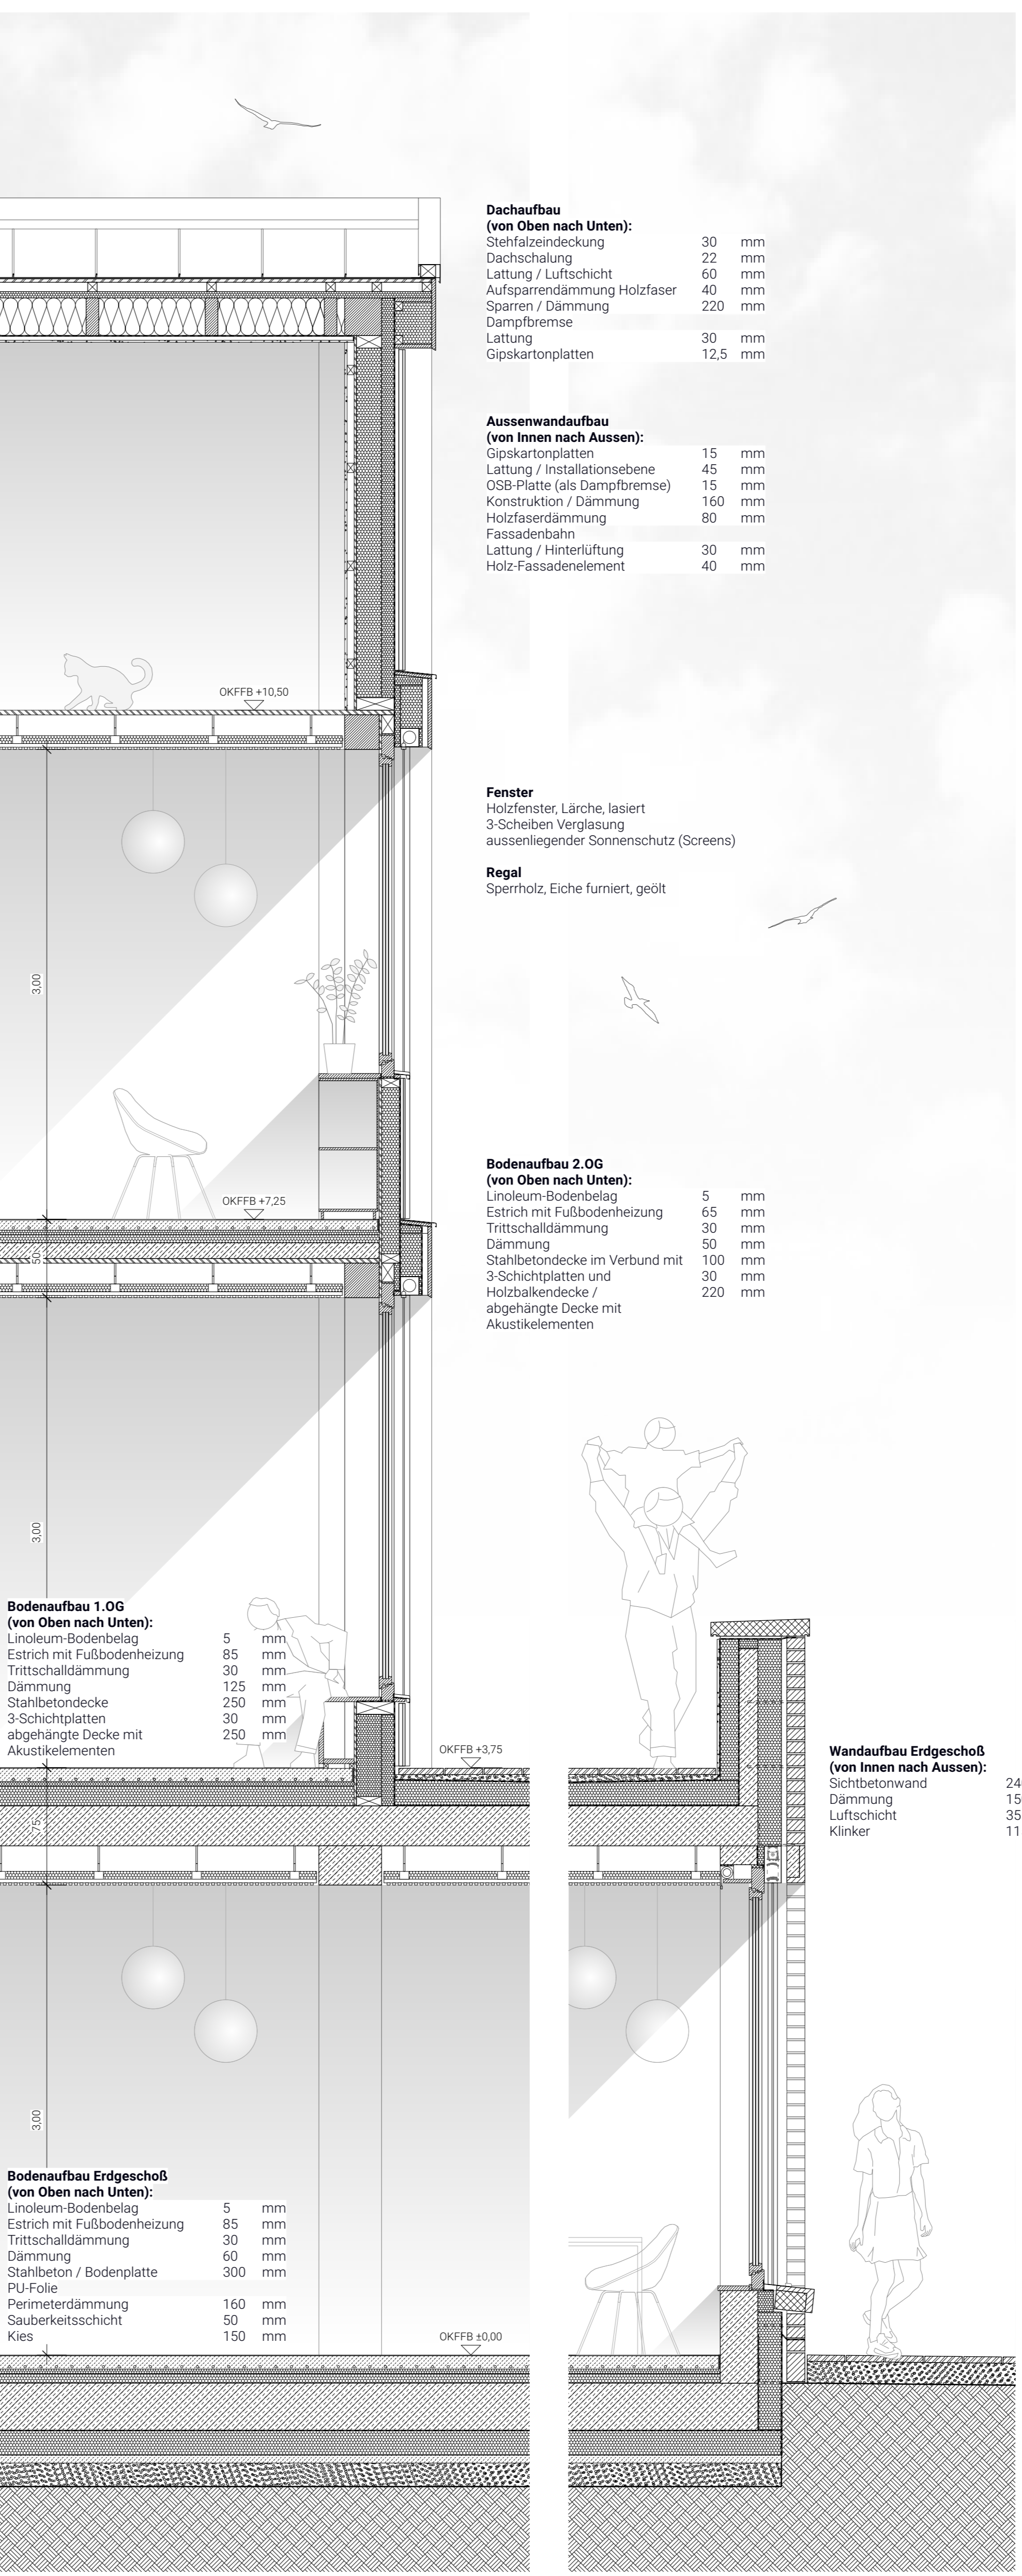 Dachaufbau
(von Oben nach Unten):
Stehfalzeindeckung 30 mm
Dachschalung 22 mm
Lattung / Luftschicht 60 mm
Aufsparrendämmung Holzfaser 40 mm
Sparren / Dämmung 220 mm
Dampfbremse
Lattung 30 mm
Gipskartonplatten 12,5 mm
Aussenwandaufbau
(von Innen nach Aussen):
Gipskartonplatten 15 mm
Lattung / Installationsebene 45 mm
OSB-Platte (als Dampfbremse) 15 mm
Konstruktion / Dämmung 160 mm
Holzfaserdämmung 80 mm
Fassadenbahn
Lattung / Hinterlüftung 30 mm
Holz-Fassadenelement 40 mm
OKFFB +10,50
Fenster
Holzfenster, Lärche, lasiert
3-Scheiben Verglasung
aussenliegender Sonnenschutz (Screens)
Regal
Sperrholz, Eiche furniert, geölt
3,00
Bodenaufbau 2.OG
(von Oben nach Unten):
Linoleum-Bodenbelag 5 mm
Estrich mit Fußbodenheizung 65 mm
Trittschalldämmung 30 mm
Dämmung 50 mm
Stahlbetondecke im Verbund mit 100 mm
3-Schichtplatten und 30 mm
Holzbalkendecke / 220 mm
abgehängte Decke mit
Akustikelementen
OKFFB +7,25
50
3,00
Bodenaufbau 1.OG
(von Oben nach Unten):
Linoleum-Bodenbelag 5 mm
Estrich mit Fußbodenheizung 85 mm
Trittschalldämmung 30 mm
Dämmung 125 mm
Stahlbetondecke 250 mm
3-Schichtplatten 30 mm
abgehängte Decke mit 250 mm
Akustikelementen
OKFFB +3,75
Wandaufbau Erdgeschoß
(von Innen nach Aussen):
Sichtbetonwand 24
Dämmung 15
Luftschicht 35
Klinker 11
75
3,00
Bodenaufbau Erdgeschoß
(von Oben nach Unten):
Linoleum-Bodenbelag 5 mm
Estrich mit Fußbodenheizung 85 mm
Trittschalldämmung 30 mm
Dämmung 60 mm
Stahlbeton / Bodenplatte 300 mm
PU-Folie
Perimeterdämmung 160 mm
Sauberkeitsschicht 50 mm
Kies 150 mm
OKFFB ±0,00